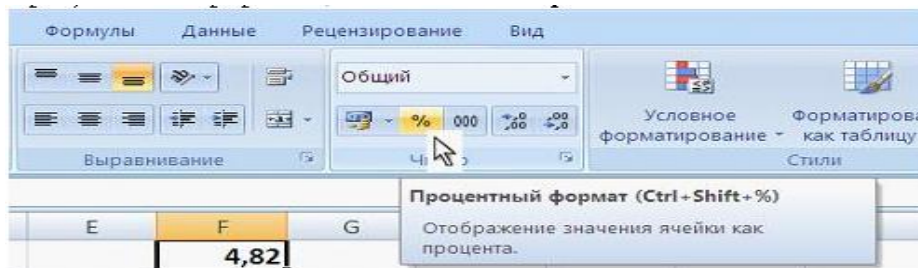 Формулы Данные Рецензирование Вид
Общий
% 000
Условное форматирование
Форматирова
как таблицу
Выравнивание
Стили
Процентный формат (Ctrl+Shift+%)
Отображение значения ячейки как
процента.
E F G
4,82